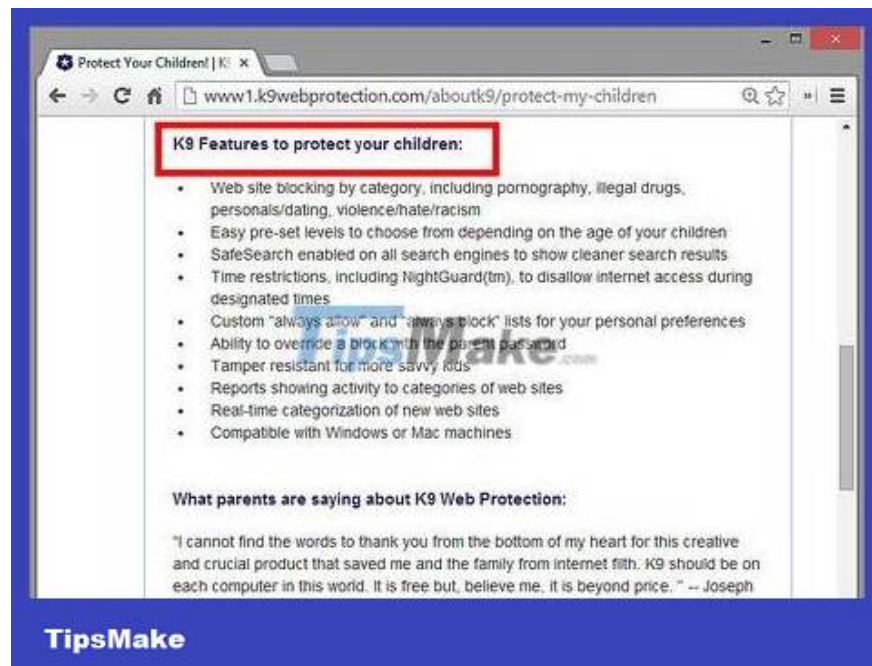 Protect Your Children! | K
www1.k9webprotection.com/aboutk9/protect-my-children
K9 Features to protect your children:
• Web site blocking by category, including pornography, illegal drugs,
personals/dating, violence/hate/racism
• Easy pre-set levels to choose from depending on the age of your children
• SafeSearch enabled on all search engines to show cleaner search results
• Time restrictions, including NightGuard(tm), to disallow internet access during
designated times
• Custom "always allow" and "always block" lists for your personal preferences
• Ability to override a block with the parent password
• Tamper resistant for more savvy kids
• Reports showing activity to categories of web sites
• Real-time categorization of new web sites
• Compatible with Windows or Mac machines
TipsMake.com
What parents are saying about K9 Web Protection:
"I cannot find the words to thank you from the bottom of my heart for this creative
and crucial product that saved me and the family from internet filth. K9 should be on
each computer in this world. It is free but, believe me, it is beyond price. " -- Joseph
TipsMake